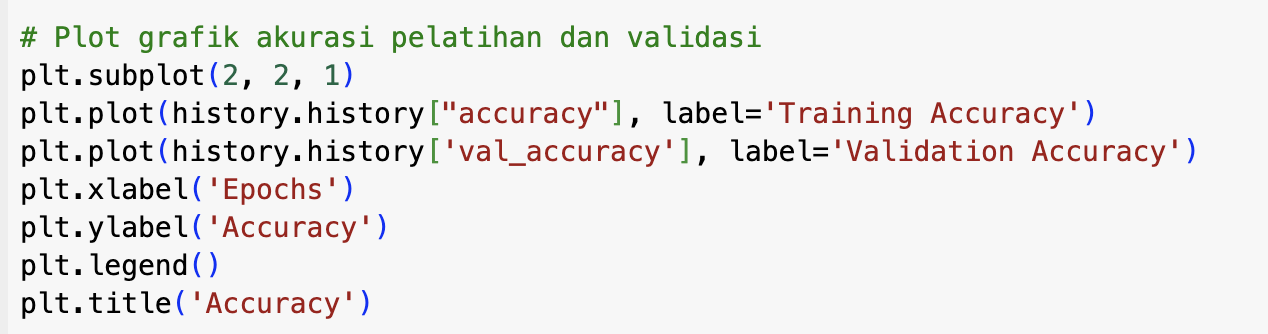 # Plot grafik akurasi pelatihan dan validasi
plt.subplot(2, 2, 1)
plt.plot(history.history["accuracy"], label='Training Accuracy')
plt.plot(history.history['val_accuracy'], label='Validation Accuracy')
plt.xlabel('Epochs')
plt.ylabel('Accuracy')
plt.legend()
plt.title('Accuracy')